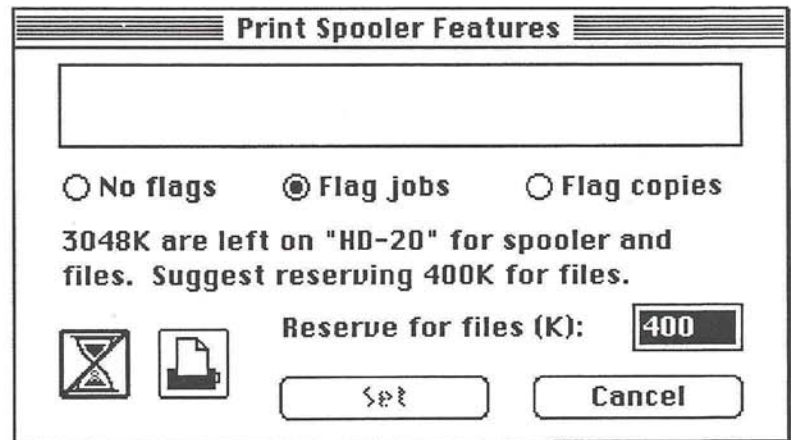 Print Spooler Features
No flags Flag jobs Flag copies
3048K are left on "HD-20" for spooler and
files. Suggest reserving 400K for files.
Reserve for files (K): 400
Set Cancel